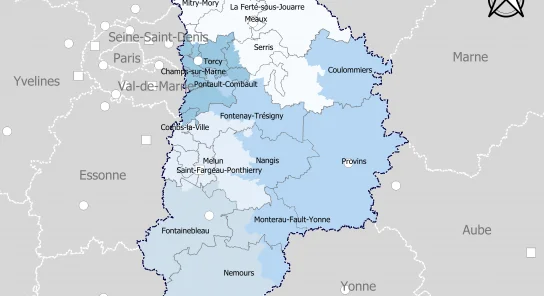 Mitry-Mory
La Ferté-sous-Jouarre
Meaux
Seine-Saint-Denis
Serris
Paris
Torcy
Marne
Champs-sur-Marne
Coulommiers
Yvelines
Val-de-Marne
Pontault-Combault
Fontenay-Trésigny
Combs-la-Ville
Melun
Nangis
Provins
Saint-Fargeau-Ponthierry
Essonne
Montereau-Fault-Yonne
Fontainebleau
Aube
Nemours
Yonne